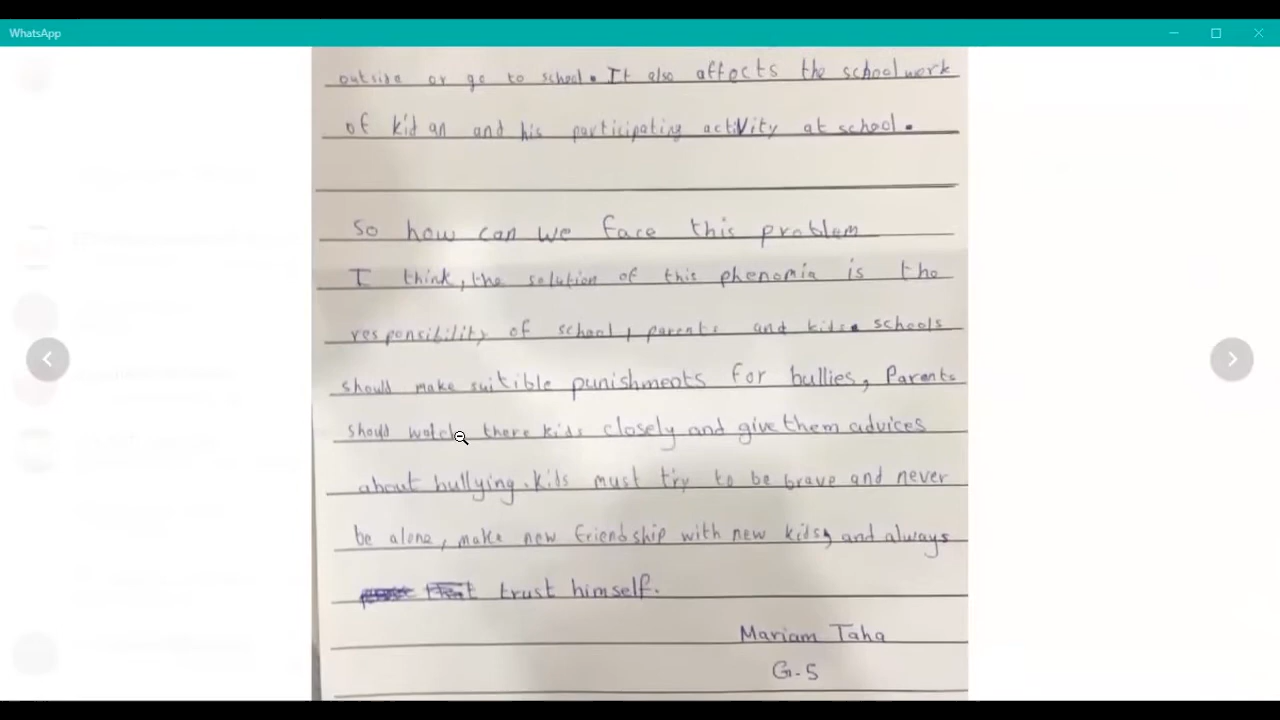 WhatsApp
outside or go to school. It also affects the schoolwork
of kid an and his participating activity at school.
so how can we face this problem
I think, the solution of this phenomia is the
responsibility of school, parents and kids. schools
should make suitible punishments for bullies, Parents
should watch there kids closely and give them advices
about bullying. kids must try to be brave and never
be alone, make new friendship with new kids, and always
trust himself.
Mariam Taha
G-5